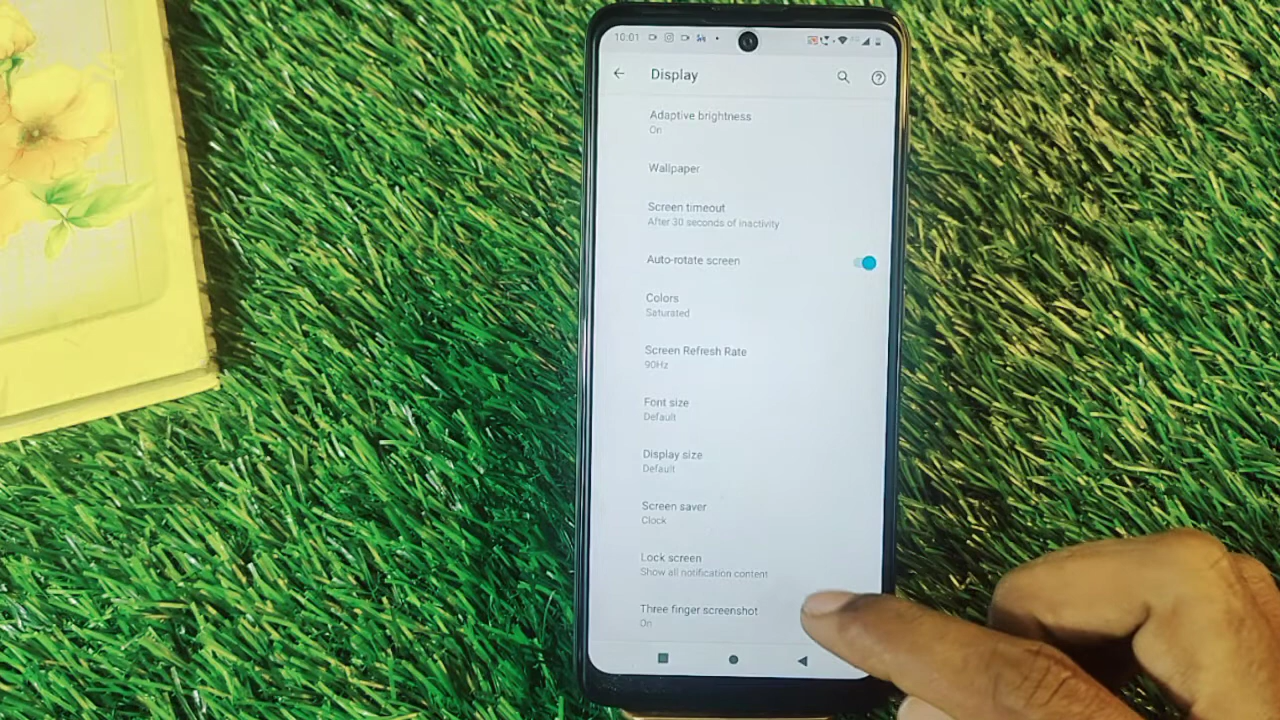 10:01
Display
Adaptive brightness
On
Wallpaper
Screen timeout
After 30 seconds of inactivity
Auto-rotate screen
Colors
Saturated
Screen Refresh Rate
90Hz
Font size
Default
Display size
Default
Screen saver
Clock
Lock screen
Show all notification content
Three finger screenshot
On